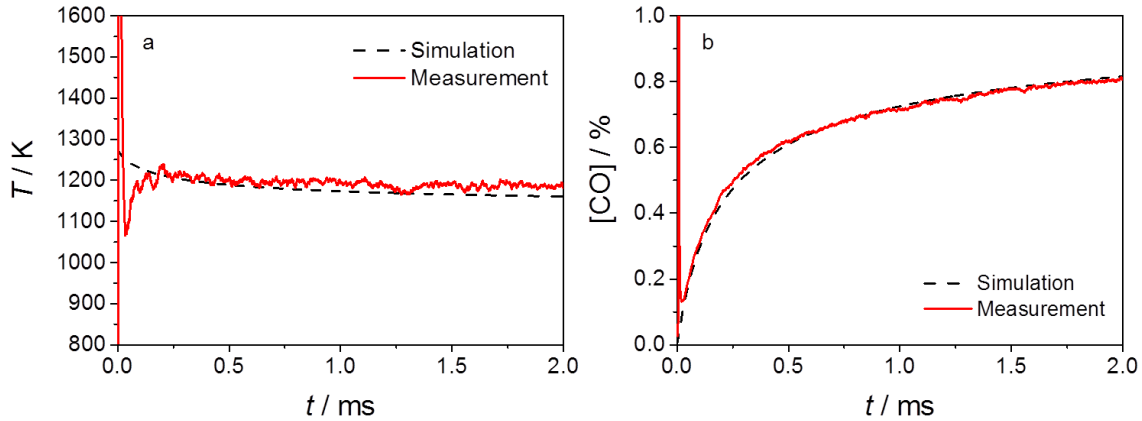 a
Simulation
Measurement
1600
1500
1400
1300
1200
1100
1000
900
800
T / K
0.0 0.5 1.0 1.5 2.0
t / ms
b
Simulation
Measurement
1.0
0.8
0.6
0.4
0.2
0.0
[CO] / %
0.0 0.5 1.0 1.5 2.0
t / ms